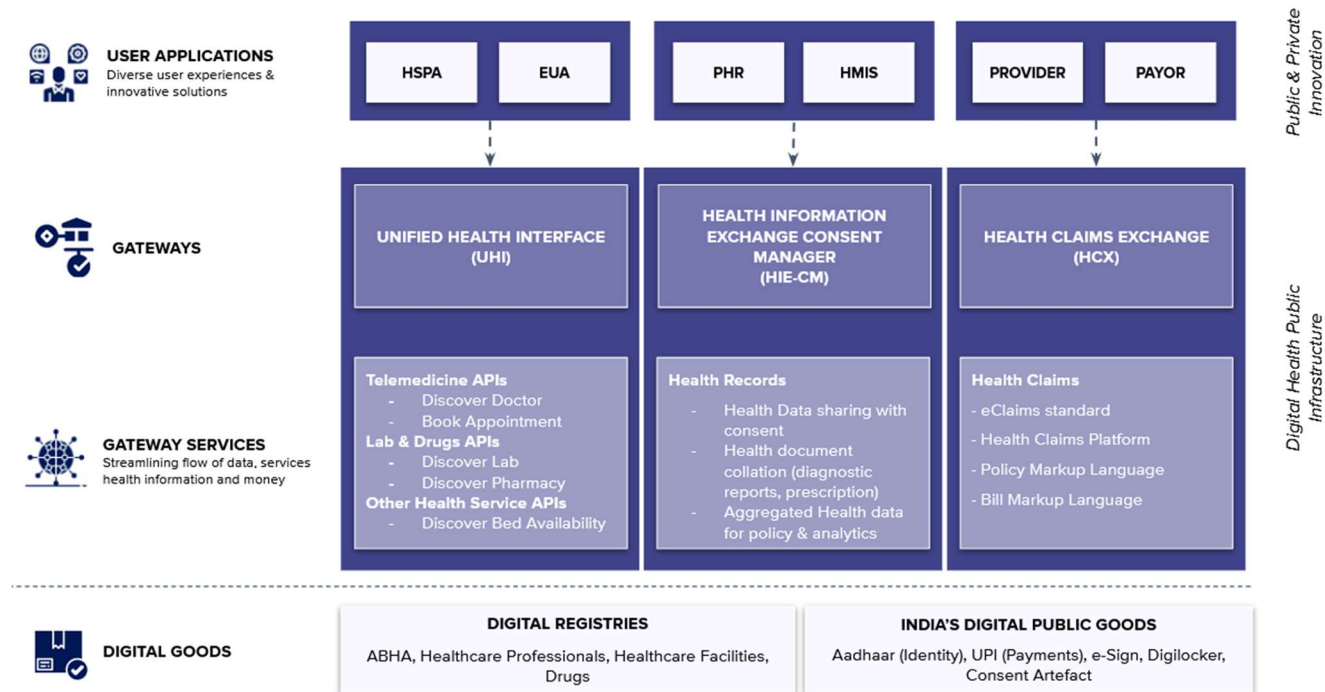 USER APPLICATIONS
Diverse user experiences &
innovative solutions
HSPA
EUA
PHR
HMIS
PROVIDER
PAYOR
Public & Private
Innovation
GATEWAYS
UNIFIED HEALTH INTERFACE
(UHI)
HEALTH INFORMATION
EXCHANGE CONSENT
MANAGER
(HIE-CM)
HEALTH CLAIMS EXCHANGE
(HCX)
Digital Health Public
Infrastructure
GATEWAY SERVICES
Streamlining flow of data, services
health information and money
Telemedicine APIs
- Discover Doctor
- Book Appointment
Lab & Drugs APIs
- Discover Lab
- Discover Pharmacy
Other Health Service APIs
- Discover Bed Availability
Health Records
- Health Data sharing with
consent
- Health document
collation (diagnostic
reports, prescription)
- Aggregated Health data
for policy & analytics
Health Claims
- eClaims standard
- Health Claims Platform
- Policy Markup Language
- Bill Markup Language
DIGITAL GOODS
DIGITAL REGISTRIES
ABHA, Healthcare Professionals, Healthcare Facilities,
Drugs
INDIA'S DIGITAL PUBLIC GOODS
Aadhaar (Identity), UPI (Payments), e-Sign, Digilocker,
Consent Artefact